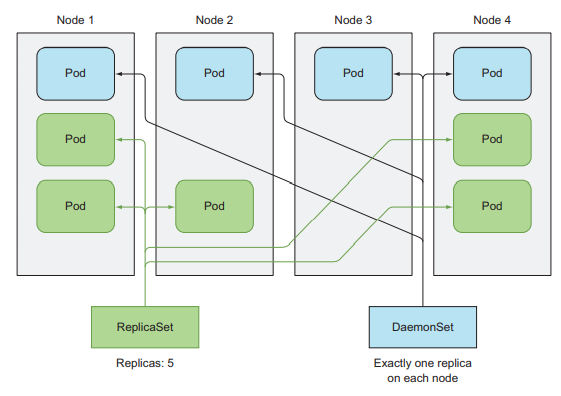 Node 1
Node 2
Node 3
Node 4
Pod
Pod
Pod
Pod
Pod
Pod
Pod
Pod
Pod
ReplicaSet
DaemonSet
Replicas: 5
Exactly one replica
on each node